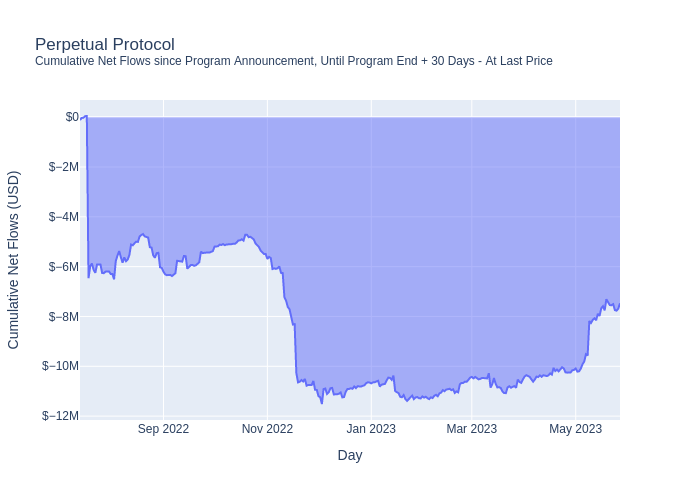 Perpetual Protocol
Cumulative Net Flows since Program Announcement, Until Program End + 30 Days - At Last Price
Cumulative Net Flows (USD)
$0
$−2M
$−4M
$−6M
$−8M
$−10M
$−12M
Sep 2022
Nov 2022
Jan 2023
Mar 2023
May 2023
Day